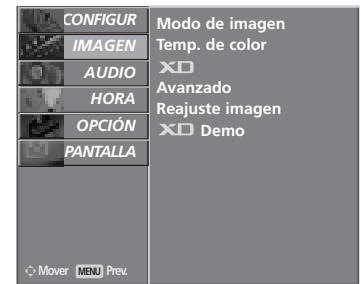 CONFIGUR
IMAGEN
AUDIO
HORA
OPCIÓN
PANTALLA
Mover MENU Prev.
Modo de imagen
Temp. de color
XD
Avanzado
Reajuste imagen
XD Demo